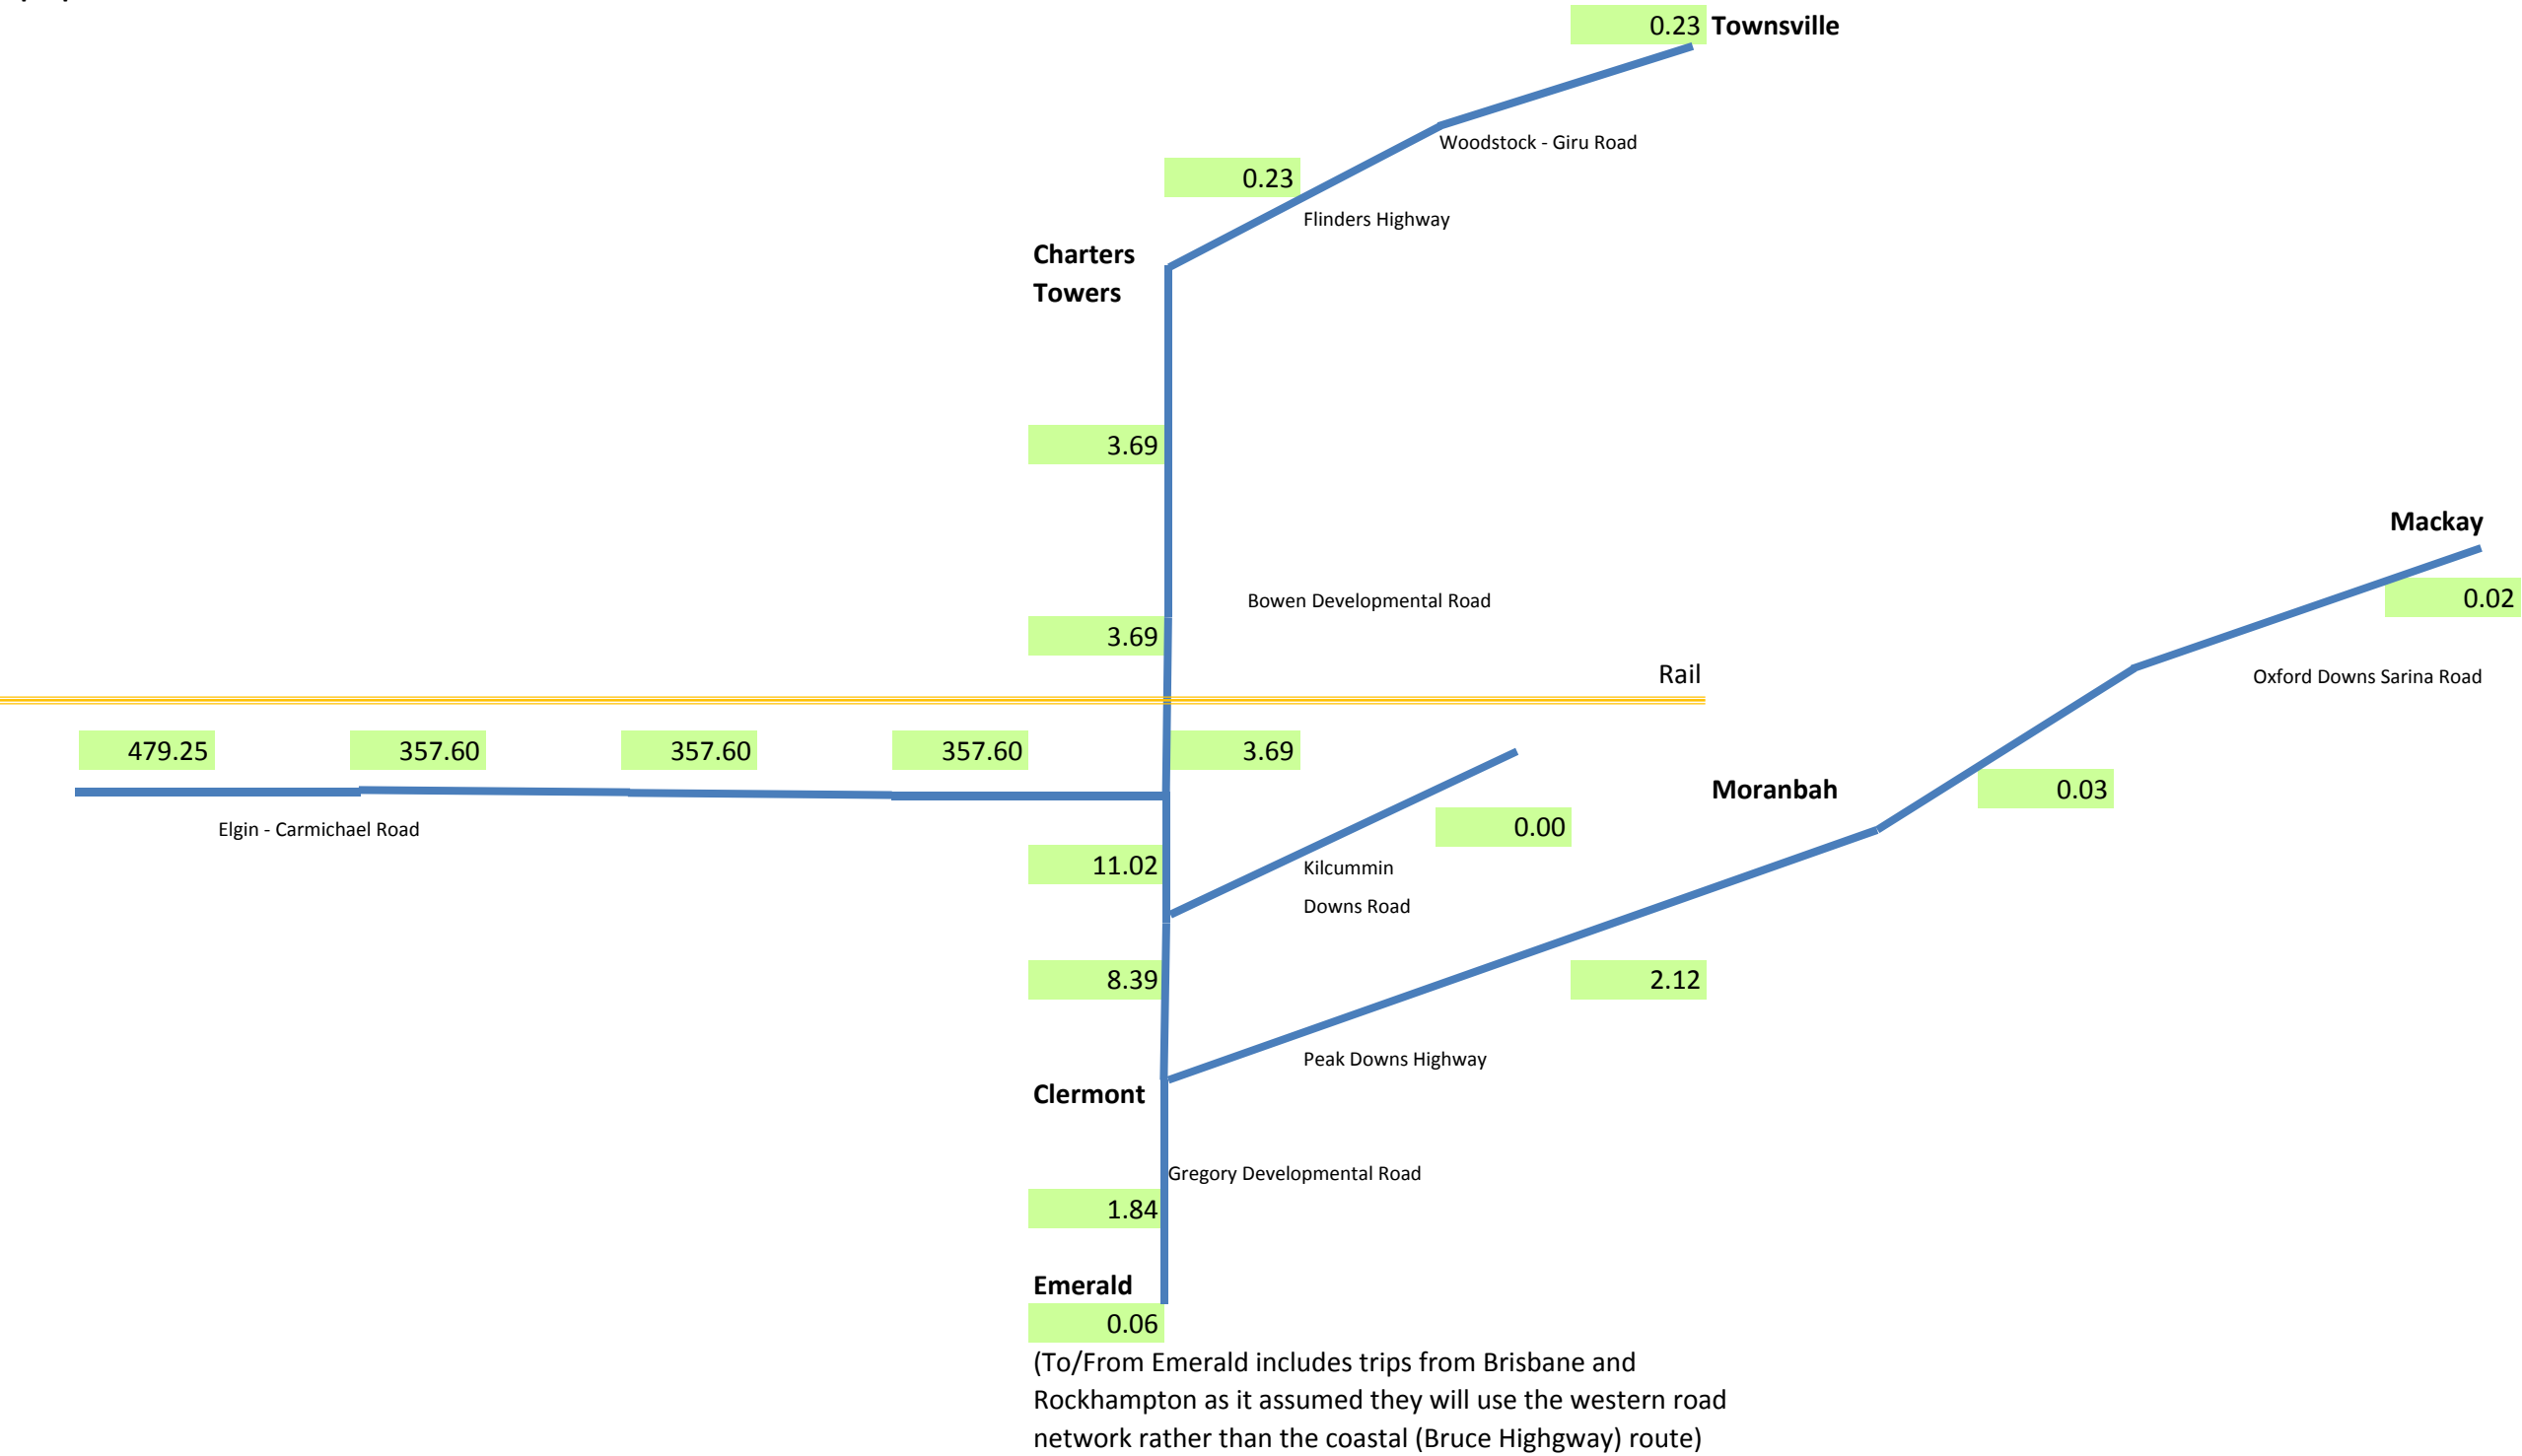 0.23 Townsville
Woodstock - Giru Road
0.23
Flinders Highway
Charters
Towers
3.69
Mackay
Bowen Developmental Road
0.02
3.69
Rail
Oxford Downs Sarina Road
479.25 357.60 357.60 357.60 3.69
Moranbah 0.03
Elgin - Carmichael Road
0.00
11.02
Kilcummin
Downs Road
8.39
2.12
Peak Downs Highway
Clermont
Gregory Developmental Road
1.84
Emerald
0.06
(To/From Emerald includes trips from Brisbane and
Rockhampton as it assumed they will use the western road
network rather than the coastal (Bruce Highgway) route)